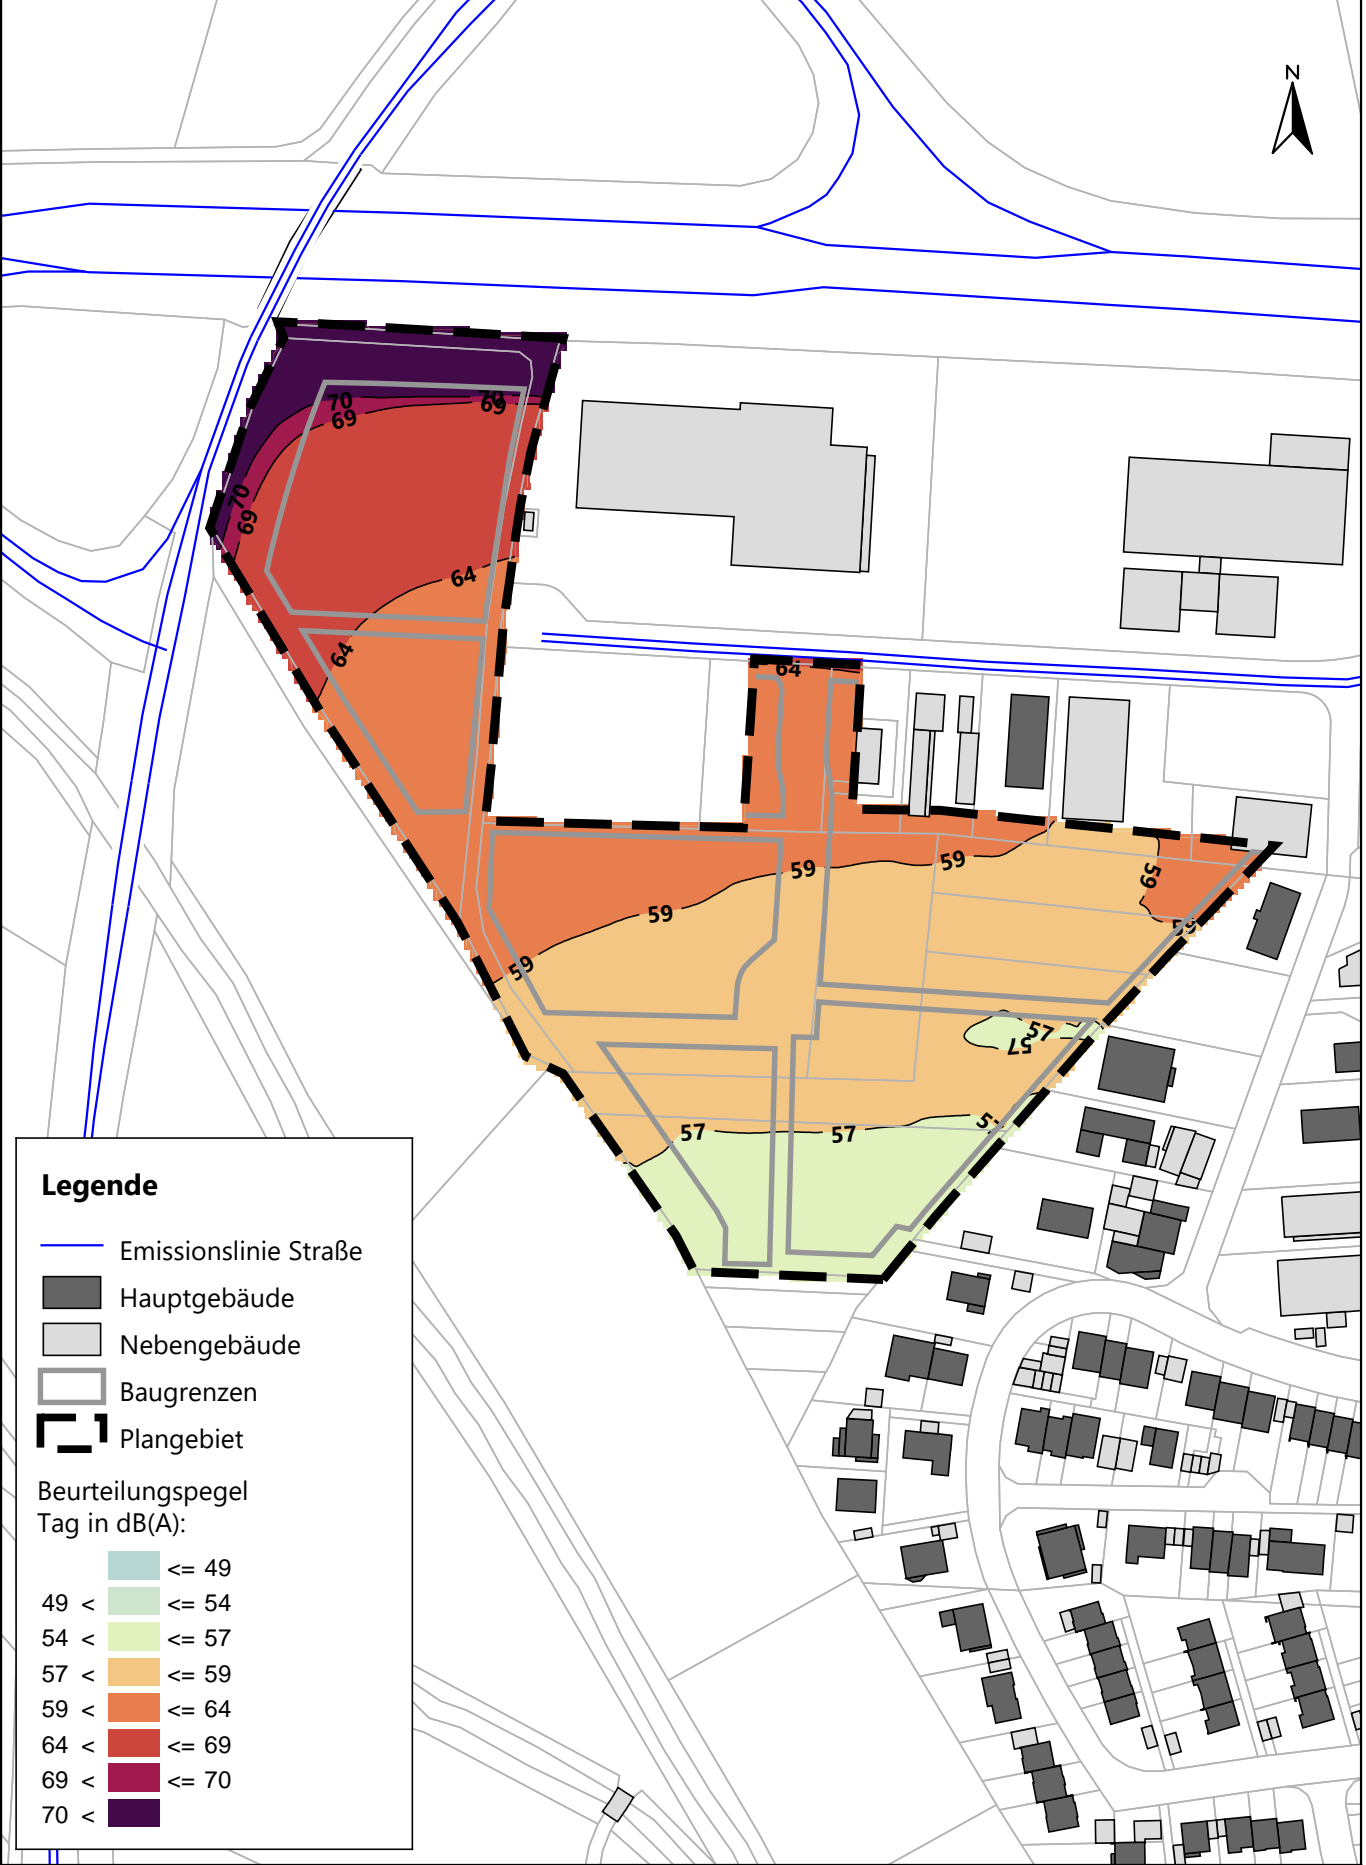 N
70
70
69
69
70
69
64
64
64
59
59
59
59
59
59
57
57
57
57
Legende
Emissionslinie Straße
Hauptgebäude
Nebengebäude
Baugrenzen
Plangebiet
Beurteilungspegel
Tag in dB(A):
<= 49
49 < <= 54
54 < <= 57
57 < <= 59
59 < <= 64
64 < <= 69
69 < <= 70
70 <